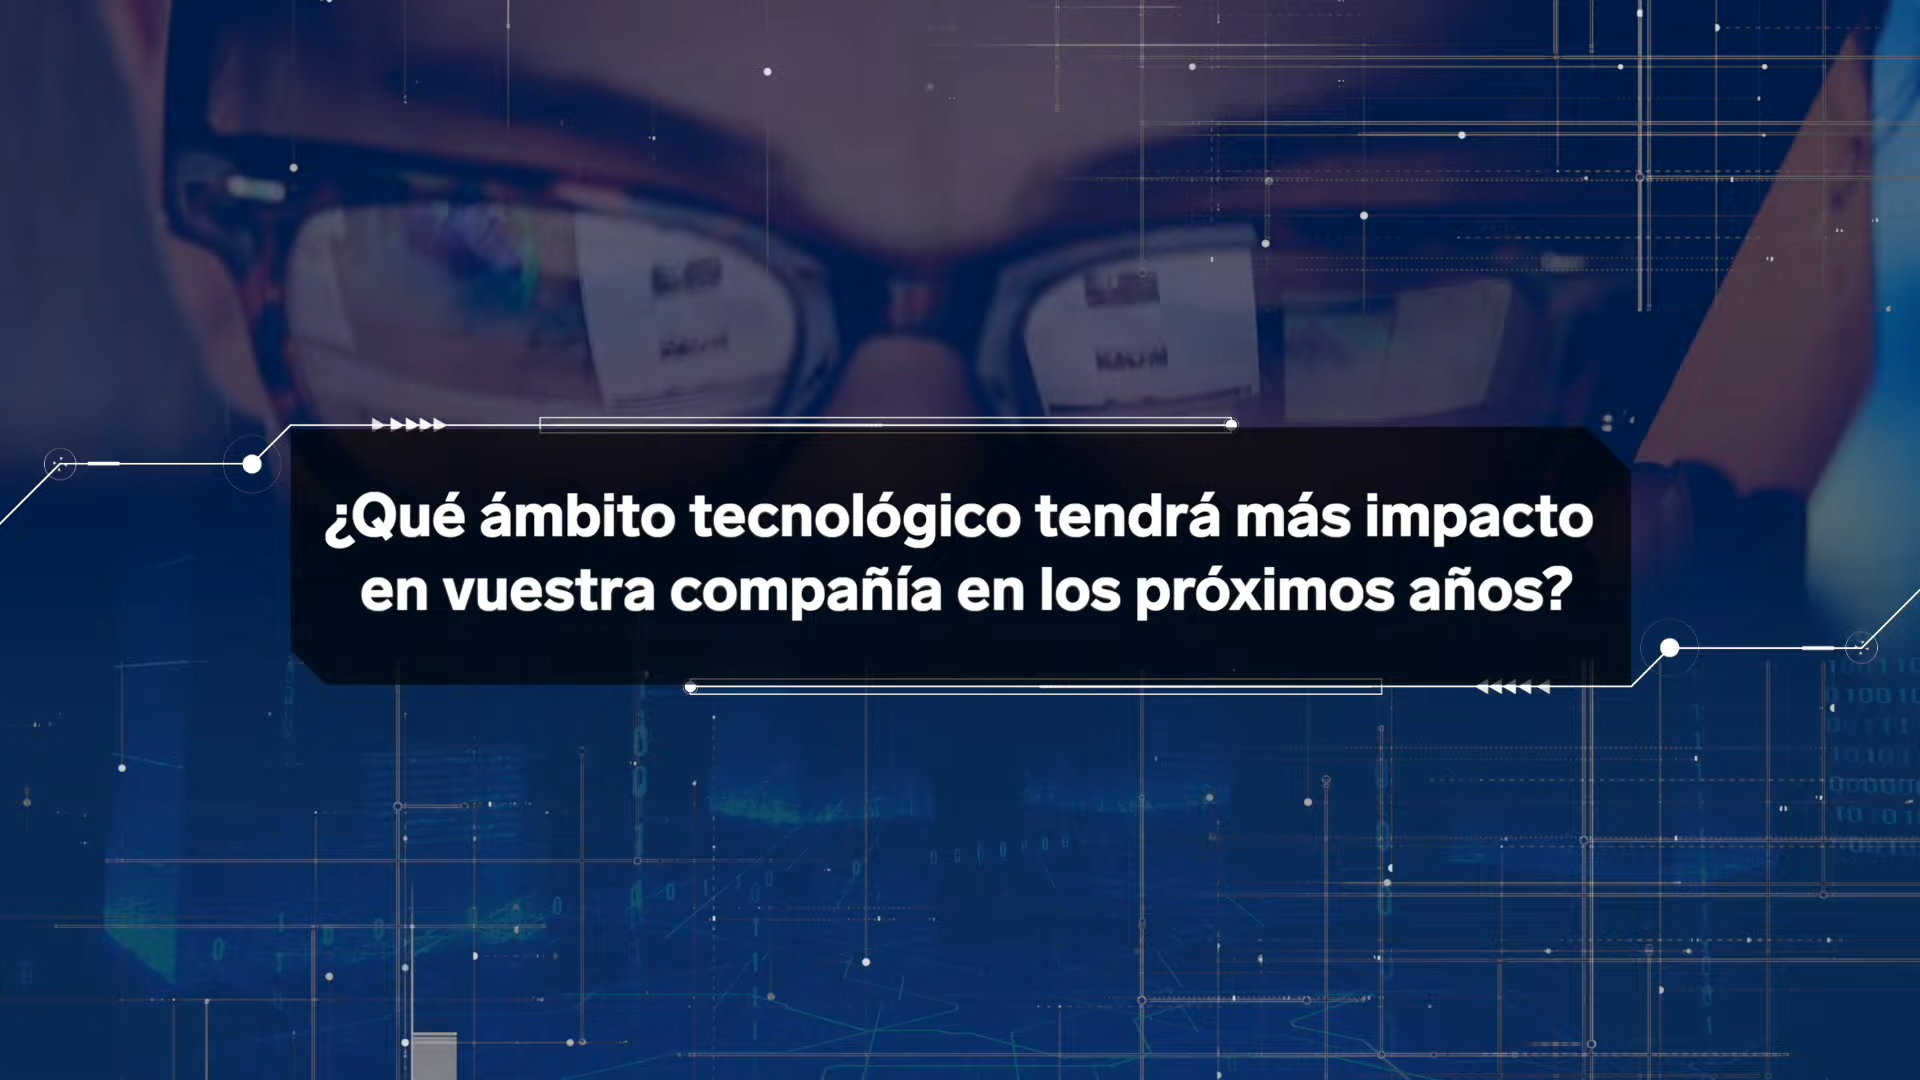 ¿Qué ámbito tecnológico tendrá más impacto
en vuestra compañía en los próximos años?